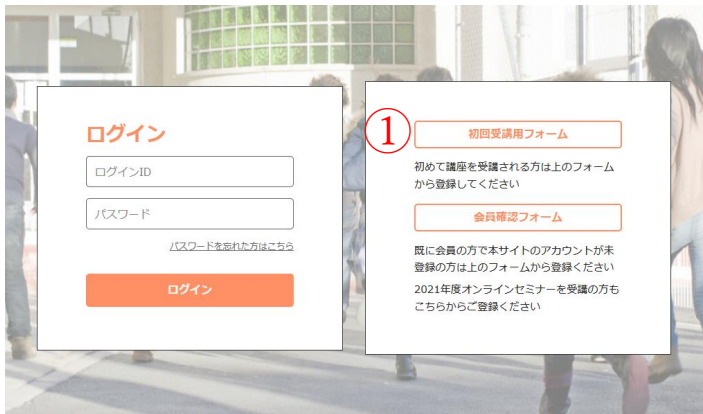 ログイン
ログインID
パスワード
パスワードを忘れた方はこちら
ログイン
①
初回受講用フォーム
初めて講座を受講される方は上のフォーム
から登録してください
会員確認フォーム
既に会員の方で本サイトのアカウントが未
登録の方は上のフォームから登録ください
2021年度オンラインセミナーを受講の方も
こちらからご登録ください